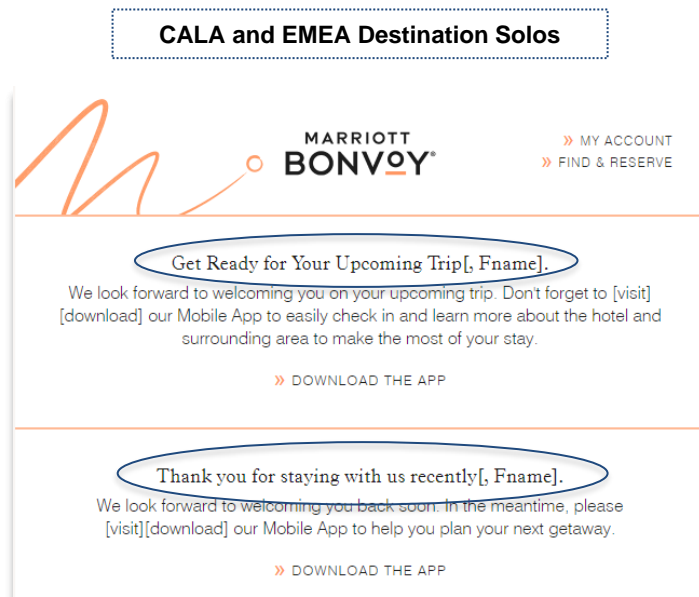 CALA and EMEA Destination Solos
MARRIOTT
BONVOY®
» MY ACCOUNT
» FIND & RESERVE
Get Ready for Your Upcoming Trip[, Fname].
We look forward to welcoming you on your upcoming trip. Don't forget to [visit]
[download] our Mobile App to easily check in and learn more about the hotel and
surrounding area to make the most of your stay.
» DOWNLOAD THE APP
Thank you for staying with us recently[, Fname].
We look forward to welcoming you back soon. In the meantime, please
[visit][download] our Mobile App to help you plan your next getaway.
» DOWNLOAD THE APP